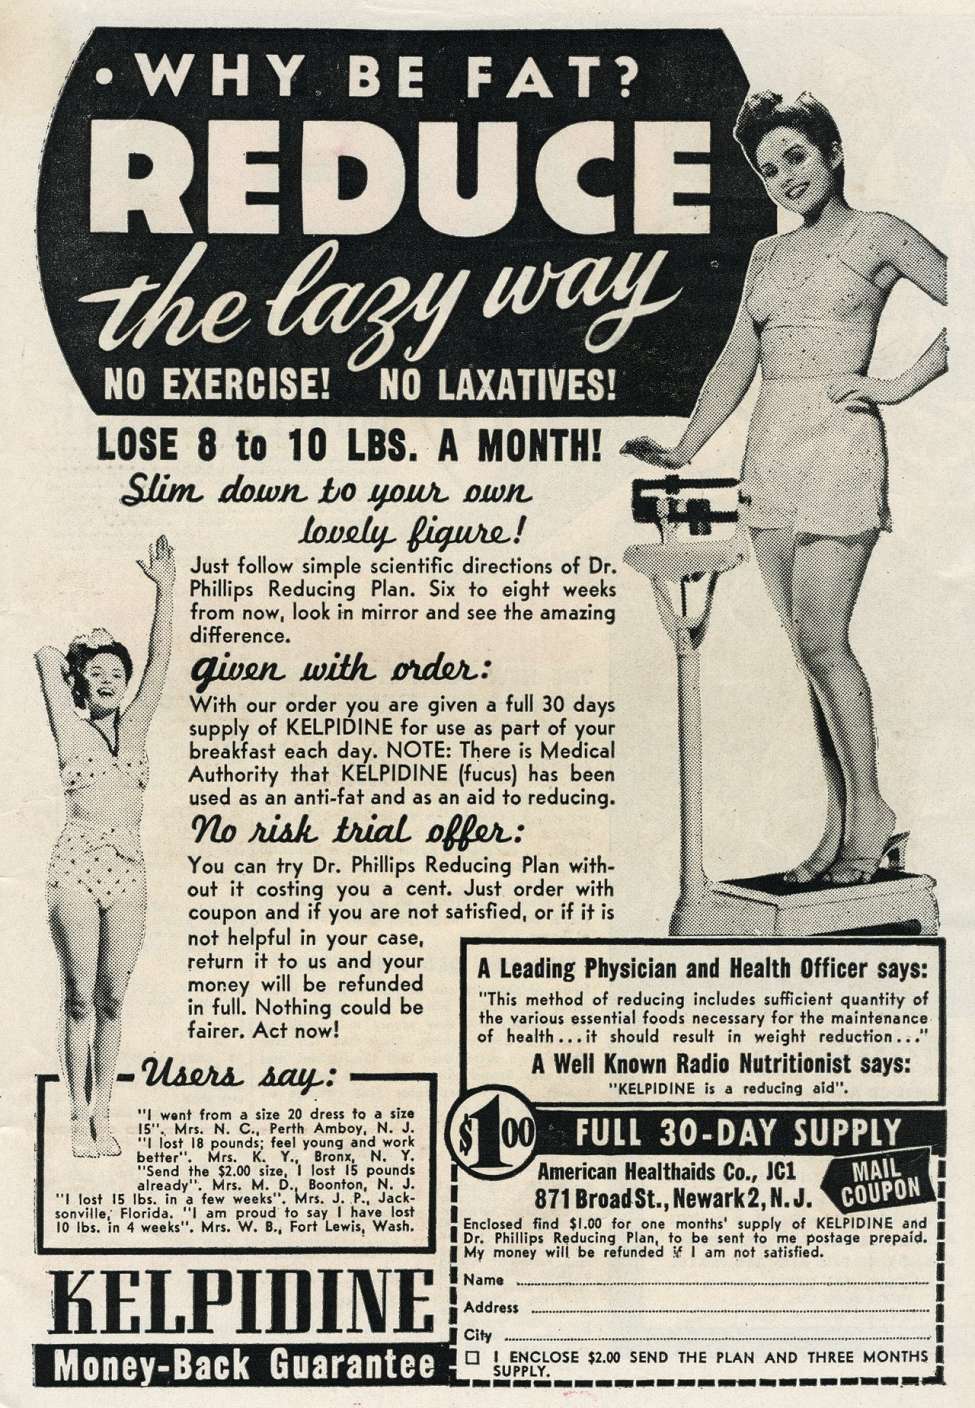 • WHY BE FAT?
REDUCE
the lazy way
NO EXERCISE! NO LAXATIVES!
LOSE 8 to 10 LBS. A MONTH!
Slim down to your own
lovely figure!
Just follow simple scientific directions of Dr.
Phillips Reducing Plan. Six to eight weeks
from now, look in mirror and see the amazing
difference.
given with order:
With our order you are given a full 30 days
supply of KELPIDINE for use as part of your
breakfast each day. NOTE: There is Medical
Authority that KELPIDINE (fucus) has been
used as an anti-fat and as an aid to reducing.
No risk trial offer:
You can try Dr. Phillips Reducing Plan with-
out it costing you a cent. Just order with
coupon and if you are not satisfied, or if it is
not helpful in your case,
return it to us and your
money will be refunded
in full. Nothing could be
fairer. Act now!
Users say:
"I went from a size 20 dress to a size
15". Mrs. N. C., Perth Amboy, N. J.
"I lost 18 pounds; feel young and work
better". Mrs. K. Y., Bronx, N. Y.
"Send the $2.00 size, I lost 15 pounds
already". Mrs. M. D., Boonton, N. J.
"I lost 15 lbs. in a few weeks". Mrs. J. P., Jack-
sonville, Florida. "I am proud to say I have lost
10 lbs. in 4 weeks". Mrs. W. B., Fort Lewis, Wash.
KELPIDINE
Money-Back Guarantee
A Leading Physician and Health Officer says:
"This method of reducing includes sufficient quantity of
the various essential foods necessary for the maintenance
of health...it should result in weight reduction..."
A Well Known Radio Nutritionist says:
"KELPIDINE is a reducing aid".
$1.00 FULL 30-DAY SUPPLY
American Healthaids Co., JC1
871 Broad St., Newark 2, N. J.
MAIL
COUPON
Enclosed find $1.00 for one months' supply of KELPIDINE and
Dr. Phillips Reducing Plan, to be sent to me postage prepaid.
My money will be refunded if I am not satisfied.
Name
Address
City
I ENCLOSE $2.00 SEND THE PLAN AND THREE MONTHS
SUPPLY.